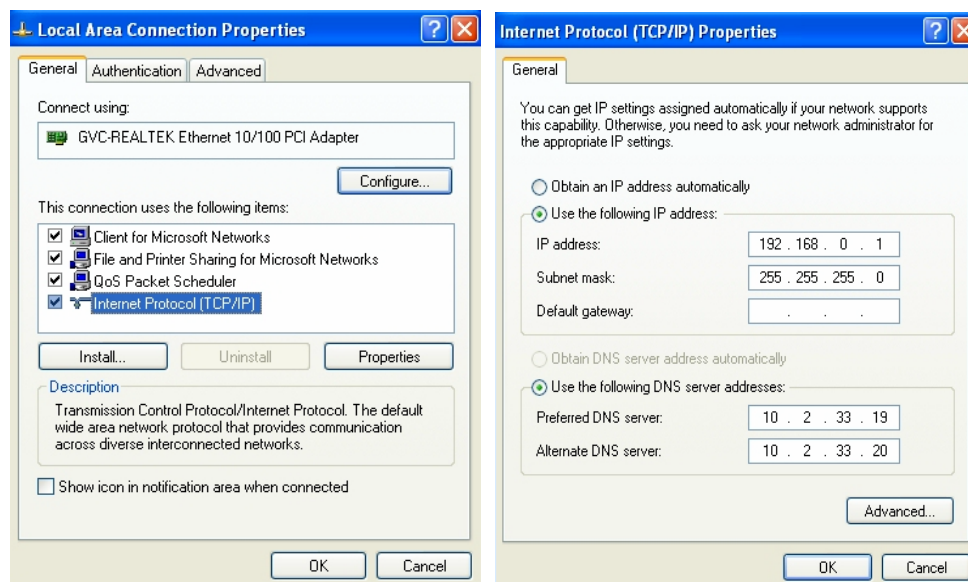 Local Area Connection Properties
General Authentication Advanced
Connect using:
GVC-REALTEK Ethernet 10/100 PCI Adapter
Configure...
This connection uses the following items:
Client for Microsoft Networks
File and Printer Sharing for Microsoft Networks
QoS Packet Scheduler
Internet Protocol (TCP/IP)
Install... Uninstall Properties
Description
Transmission Control Protocol/Internet Protocol. The default
wide area network protocol that provides communication
across diverse interconnected networks.
Show icon in notification area when connected
OK Cancel
Internet Protocol (TCP/IP) Properties
General
You can get IP settings assigned automatically if your network supports
this capability. Otherwise, you need to ask your network administrator for
the appropriate IP settings.
Obtain an IP address automatically
Use the following IP address:
IP address: 192 . 168 . 0 . 1
Subnet mask: 255 . 255 . 255 . 0
Default gateway: . . .
Obtain DNS server address automatically
Use the following DNS server addresses:
Preferred DNS server: 10 . 2 . 33 . 19
Alternate DNS server: 10 . 2 . 33 . 20
Advanced...
OK Cancel